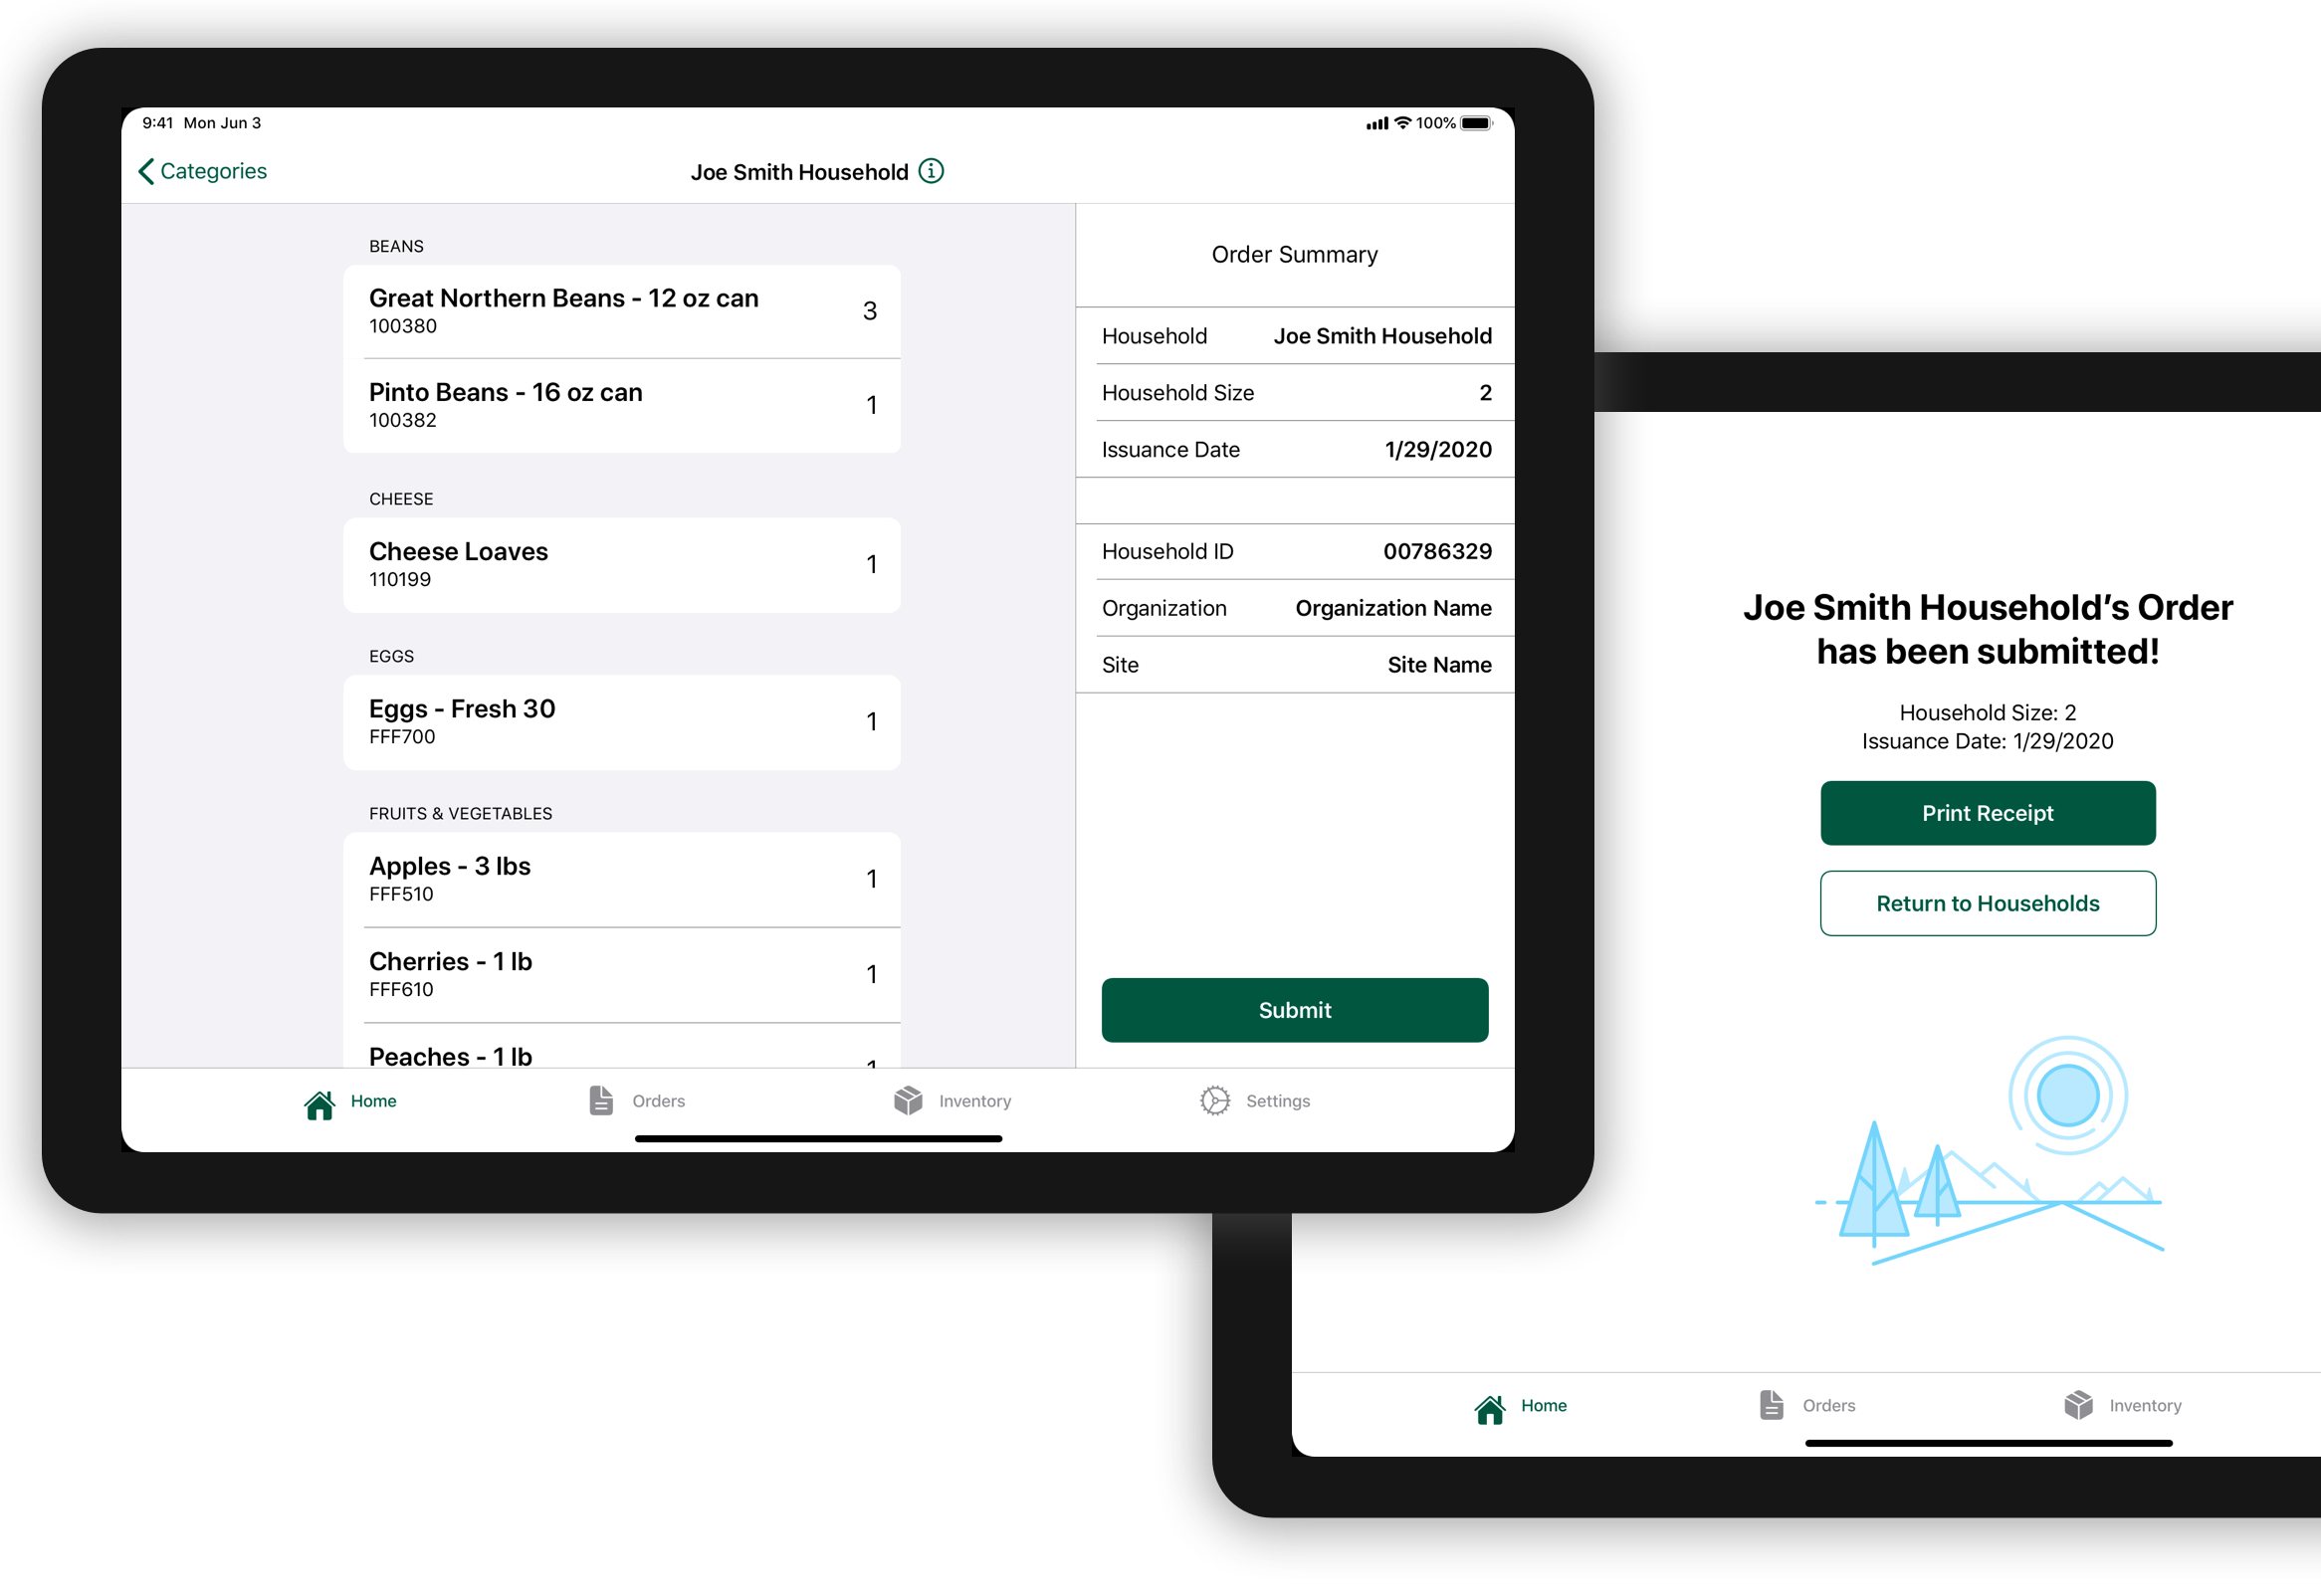 9:41 Mon Jun 3
100%
Categories
Joe Smith Household
BEANS
Great Northern Beans - 12 oz can
100380
3
Pinto Beans - 16 oz can
100382
1
CHEESE
Cheese Loaves
110199
1
EGGS
Eggs - Fresh 30
FFF700
1
FRUITS & VEGETABLES
Apples - 3 lbs
FFF510
1
Cherries - 1 lb
FFF610
1
Peaches - 1 lb
1
Order Summary
Household Joe Smith Household
Household Size 2
Issuance Date 1/29/2020
Household ID 00786329
Organization Organization Name
Site Site Name
Submit
Home Orders Inventory Settings
Joe Smith Household’s Order
has been submitted!
Household Size: 2
Issuance Date: 1/29/2020
Print Receipt
Return to Households
Home Orders Inventory